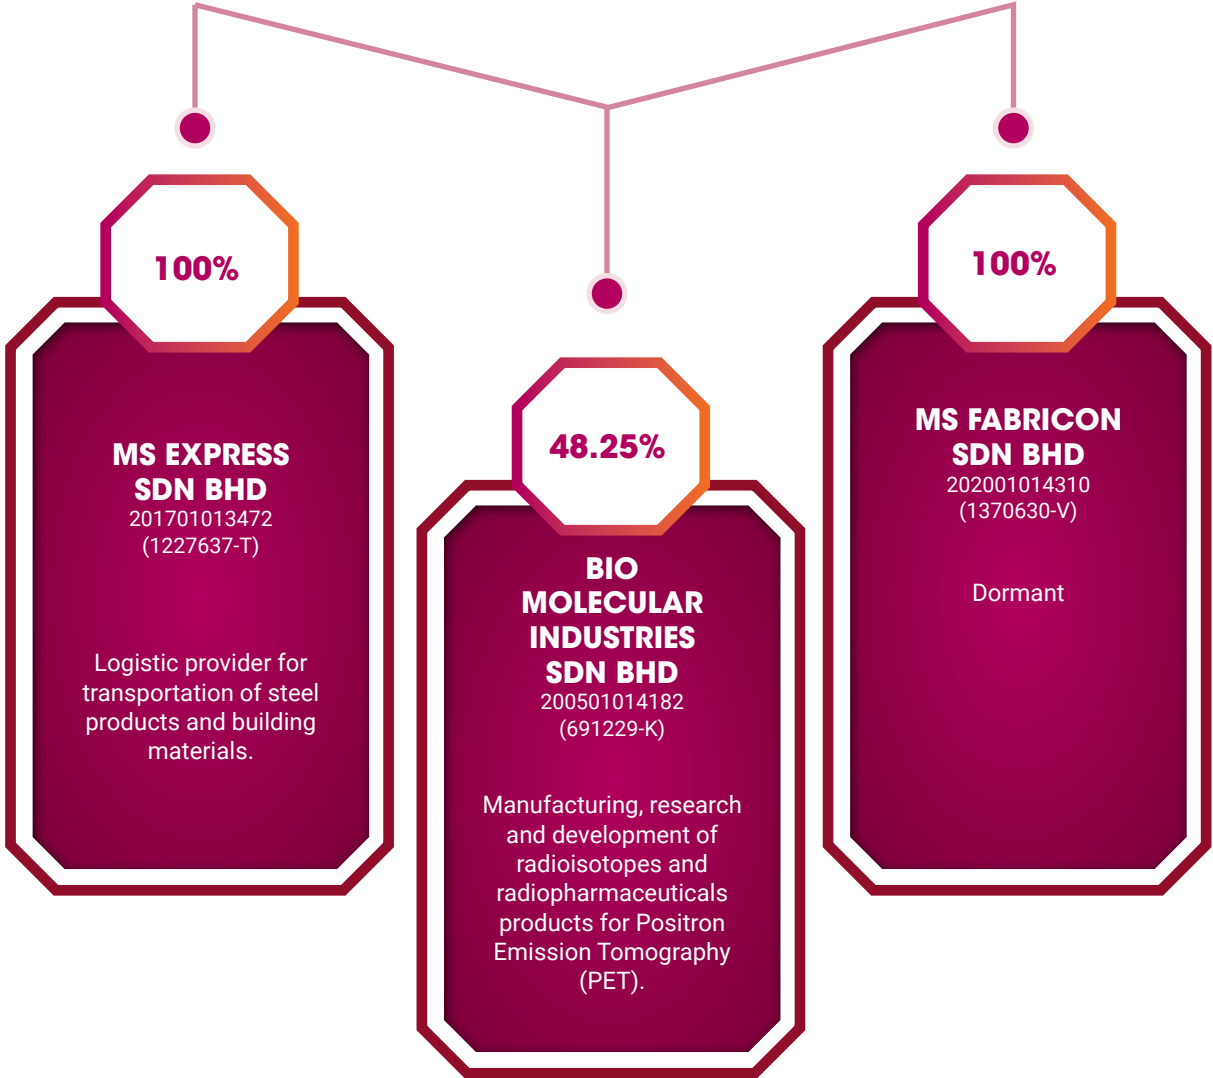 100%
MS EXPRESS
SDN BHD
201701013472
(1227637-T)
Logistic provider for
transportation of steel
products and building
materials.
48.25%
BIO
MOLECULAR
INDUSTRIES
SDN BHD
200501014182
(691229-K)
Manufacturing, research
and development of
radioisotopes and
radiopharmaceuticals
products for Positron
Emission Tomography
(PET).
100%
MS FABRICON
SDN BHD
202001014310
(1370630-V)
Dormant